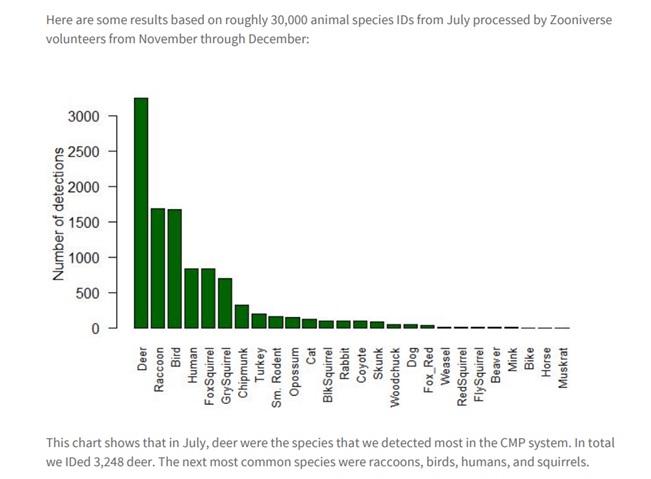 Here are some results based on roughly 30,000 animal species IDs from July processed by Zooniverse
volunteers from November through December:
Number of detections
3000
2500
2000
1500
1000
500
0
Deer
Raccoon
Bird
Human
FoxSquirrel
GrySquirrel
Chipmunk
Turkey
Sm. Rodent
Opossum
Cat
BlkSquirrel
Rabbit
Coyote
Skunk
Woodchuck
Dog
Fox_Red
Weasel
RedSquirrel
FlySquirrel
Beaver
Mink
Bike
Horse
Muskrat
This chart shows that in July, deer were the species that we detected most in the CMP system. In total
we IDed 3,248 deer. The next most common species were raccoons, birds, humans, and squirrels.